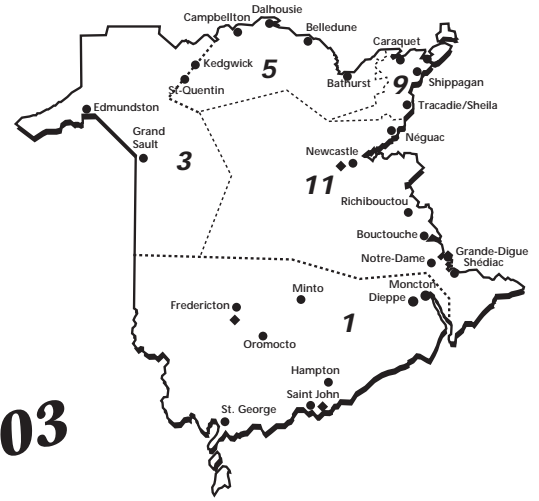 Dalhousie
Campbellton
Belledune
Caraquet
Kedgwick
5
Bathurst
9
Shippagan
St-Quentin
Tracadie/Sheila
Edmundston
Grand
Sault
3
Néguac
Newcastle
11
Richibouctou
Bouctouche
Notre-Dame
Grande-Digue
Shédiac
Moncton
Dieppe
Minto
Fredericton
1
Oromocto
Hampton
Saint John
St. George
03